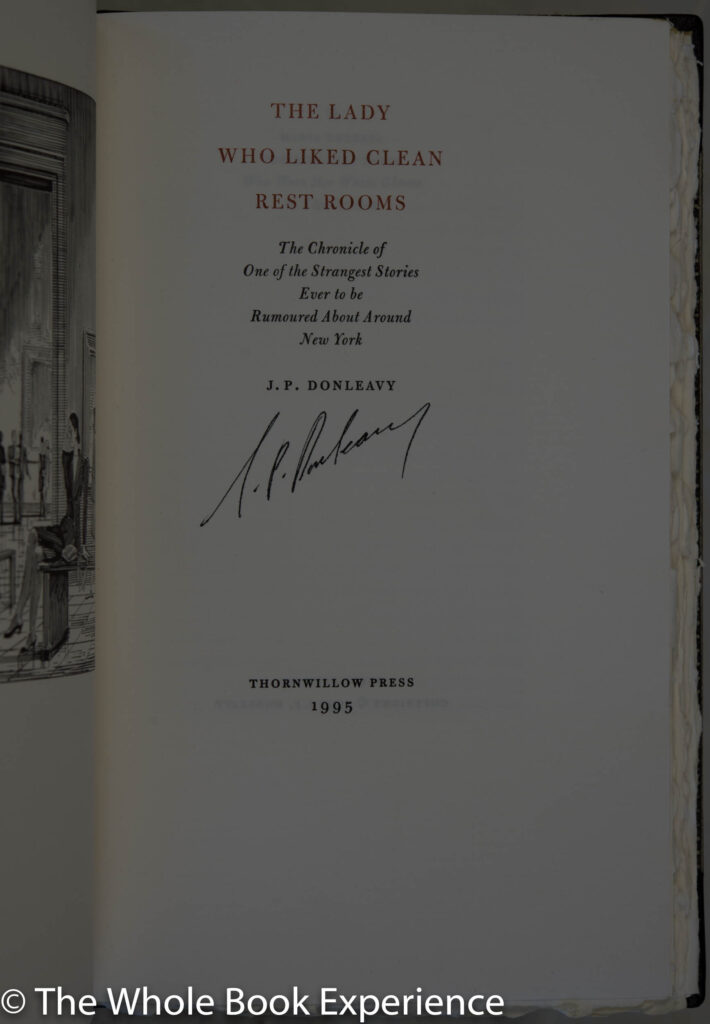 THE LADY
WHO LIKED CLEAN
REST ROOMS
The Chronicle of
One of the Strangest Stories
Ever to be
Rumoured About Around
New York
J. P. DONLEAVY
J. P. Donleavy
THORNWILLOW PRESS
1995
© The Whole Book Experience